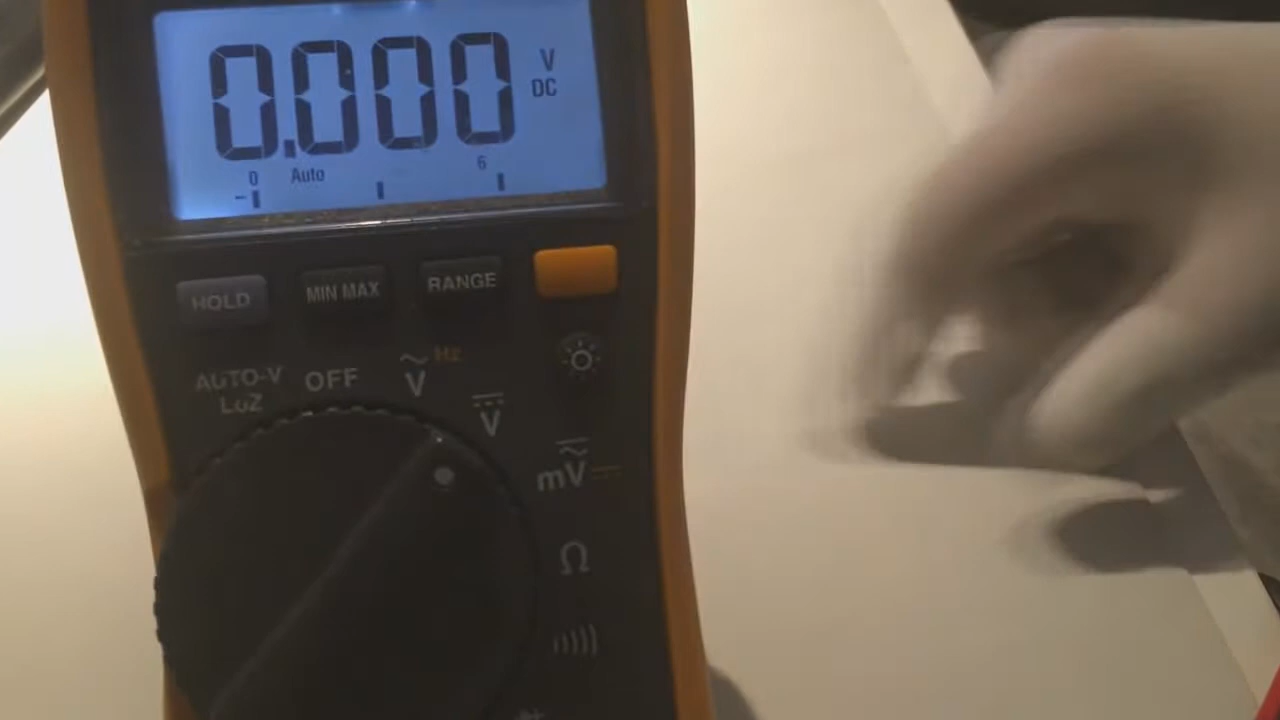 0.000 V
DC
0 Auto 6
HOLD MIN MAX RANGE
AUTO-V
LoZ
OFF
V Hz
V
mV
Ω